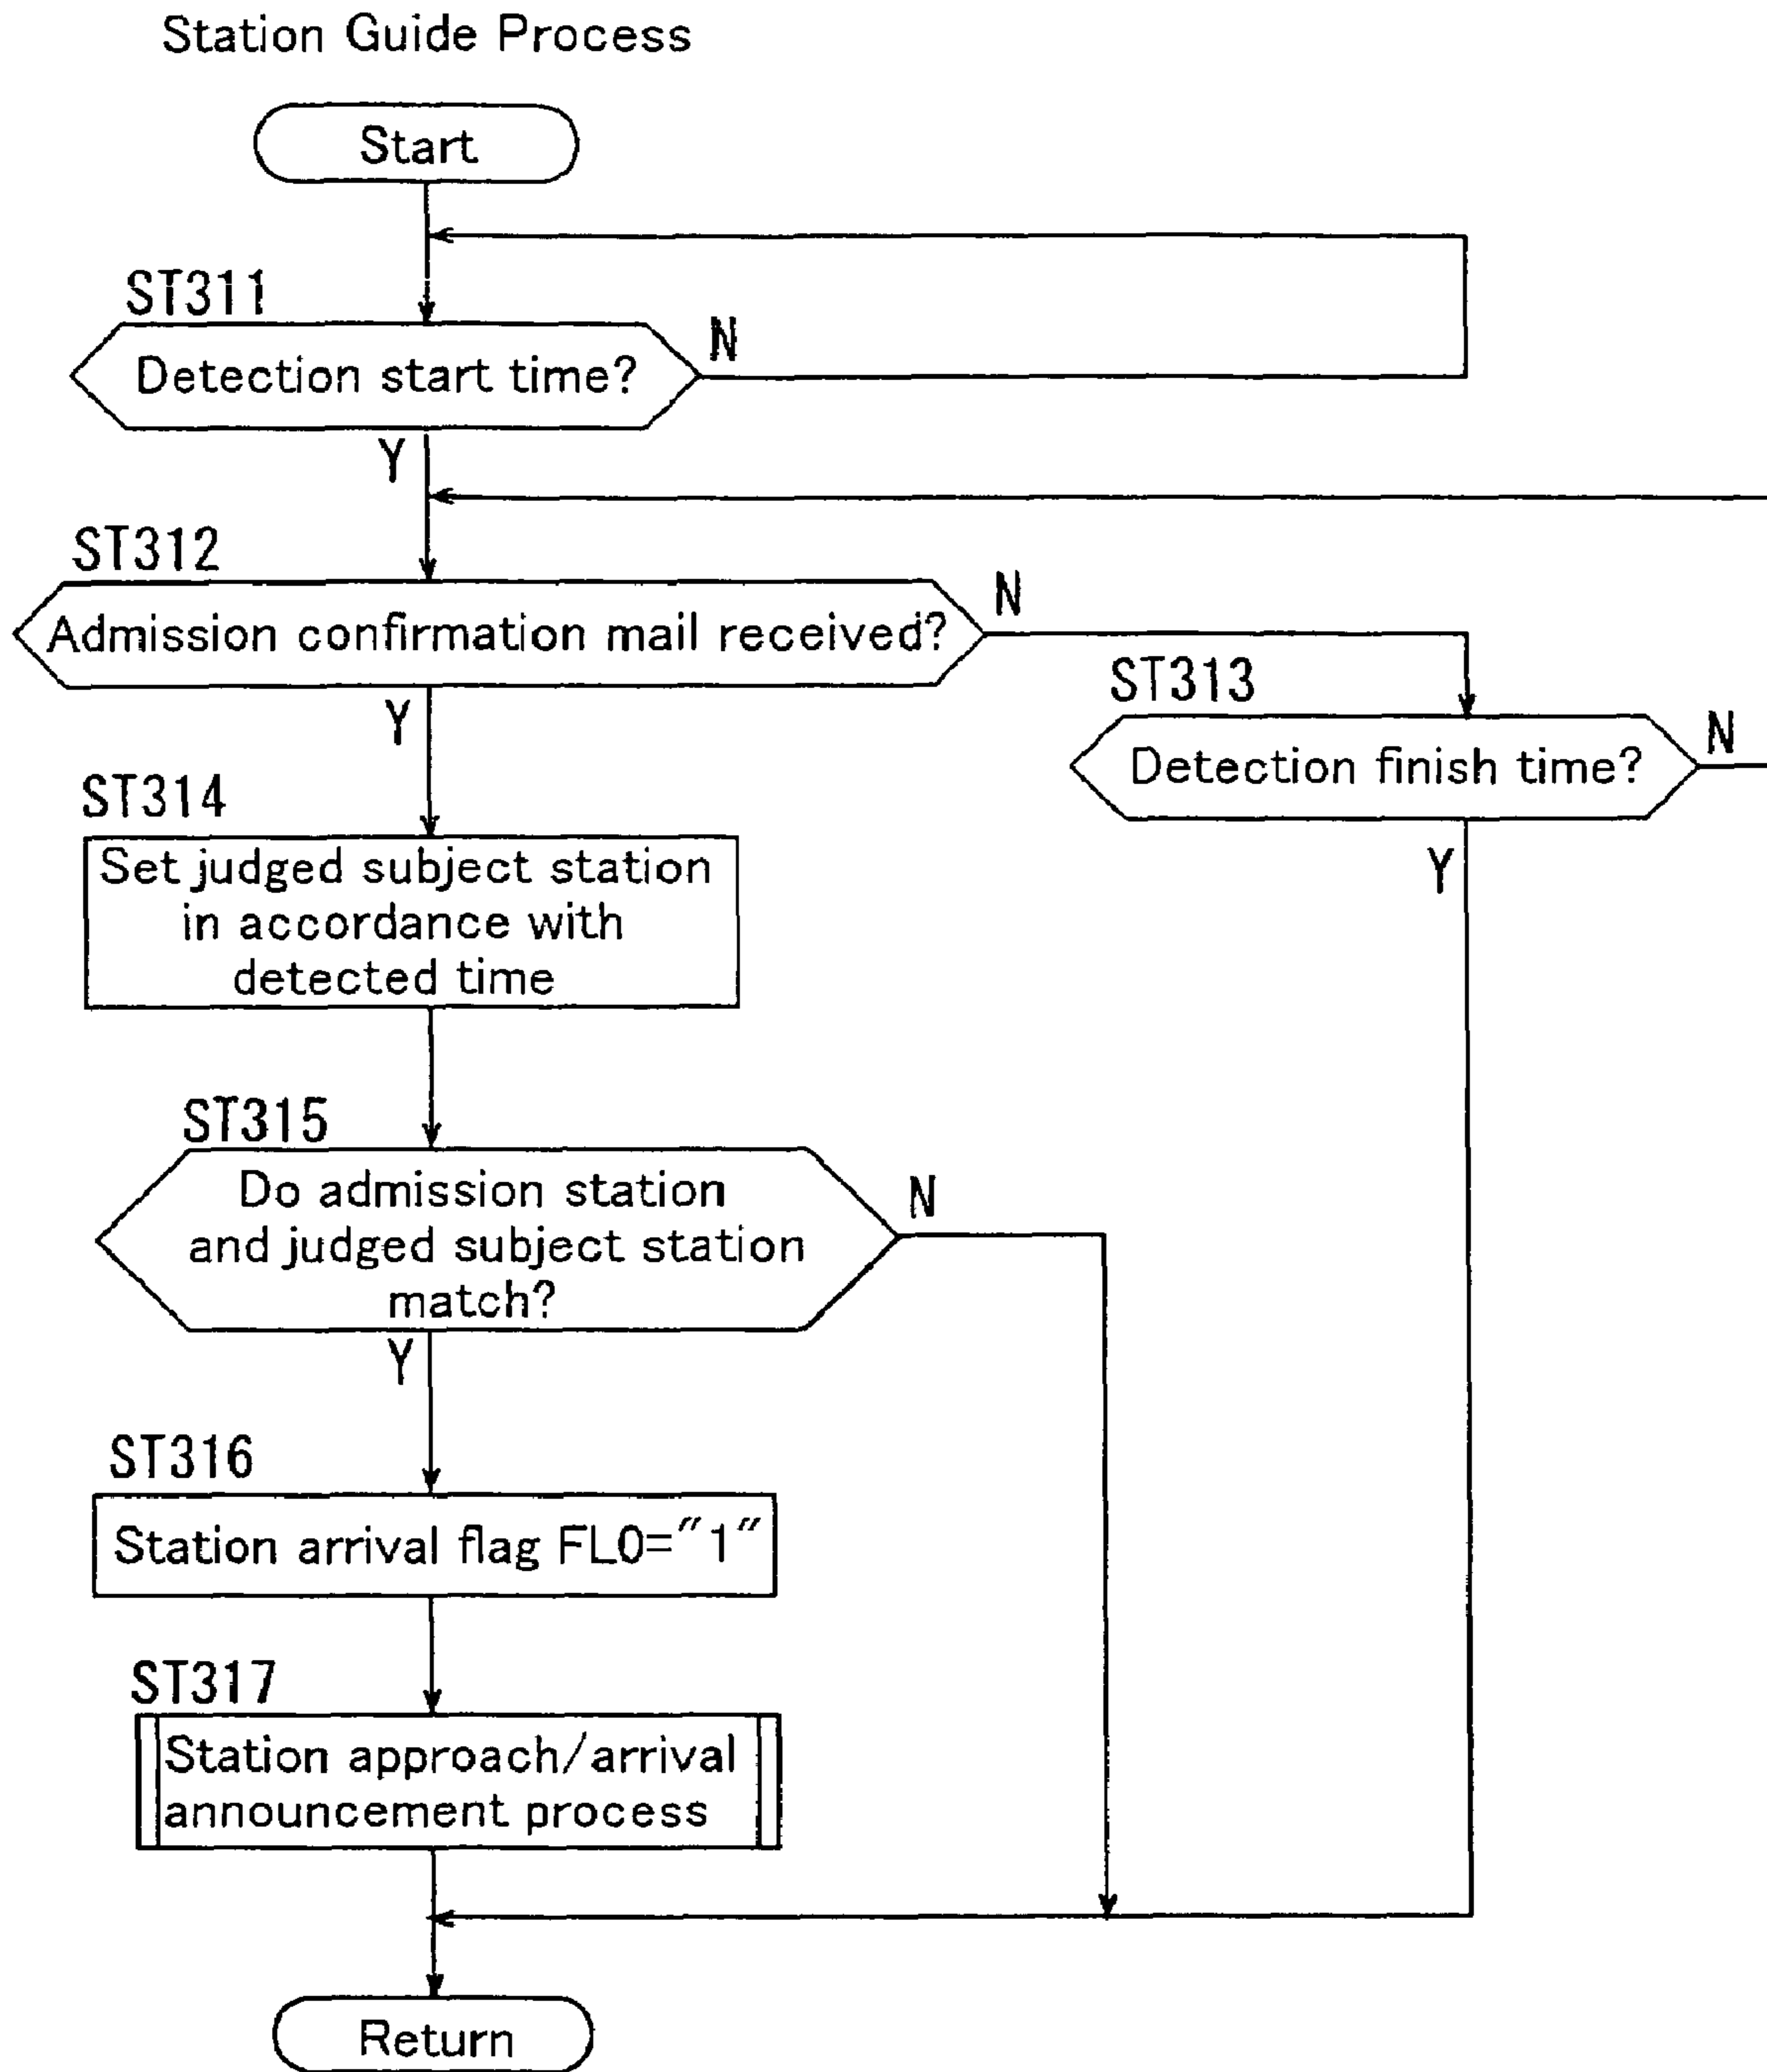 Station Guide Process
Start
ST311
Detection start time?
N
Y
ST312
Admission confirmation mail received?
N
Y
ST313
Detection finish time?
N
Y
ST314
Set judged subject station
in accordance with
detected time
ST315
Do admission station
and judged subject station
match?
N
Y
ST316
Station arrival flag FL0="1"
ST317
Station approach/arrival
announcement process
Return